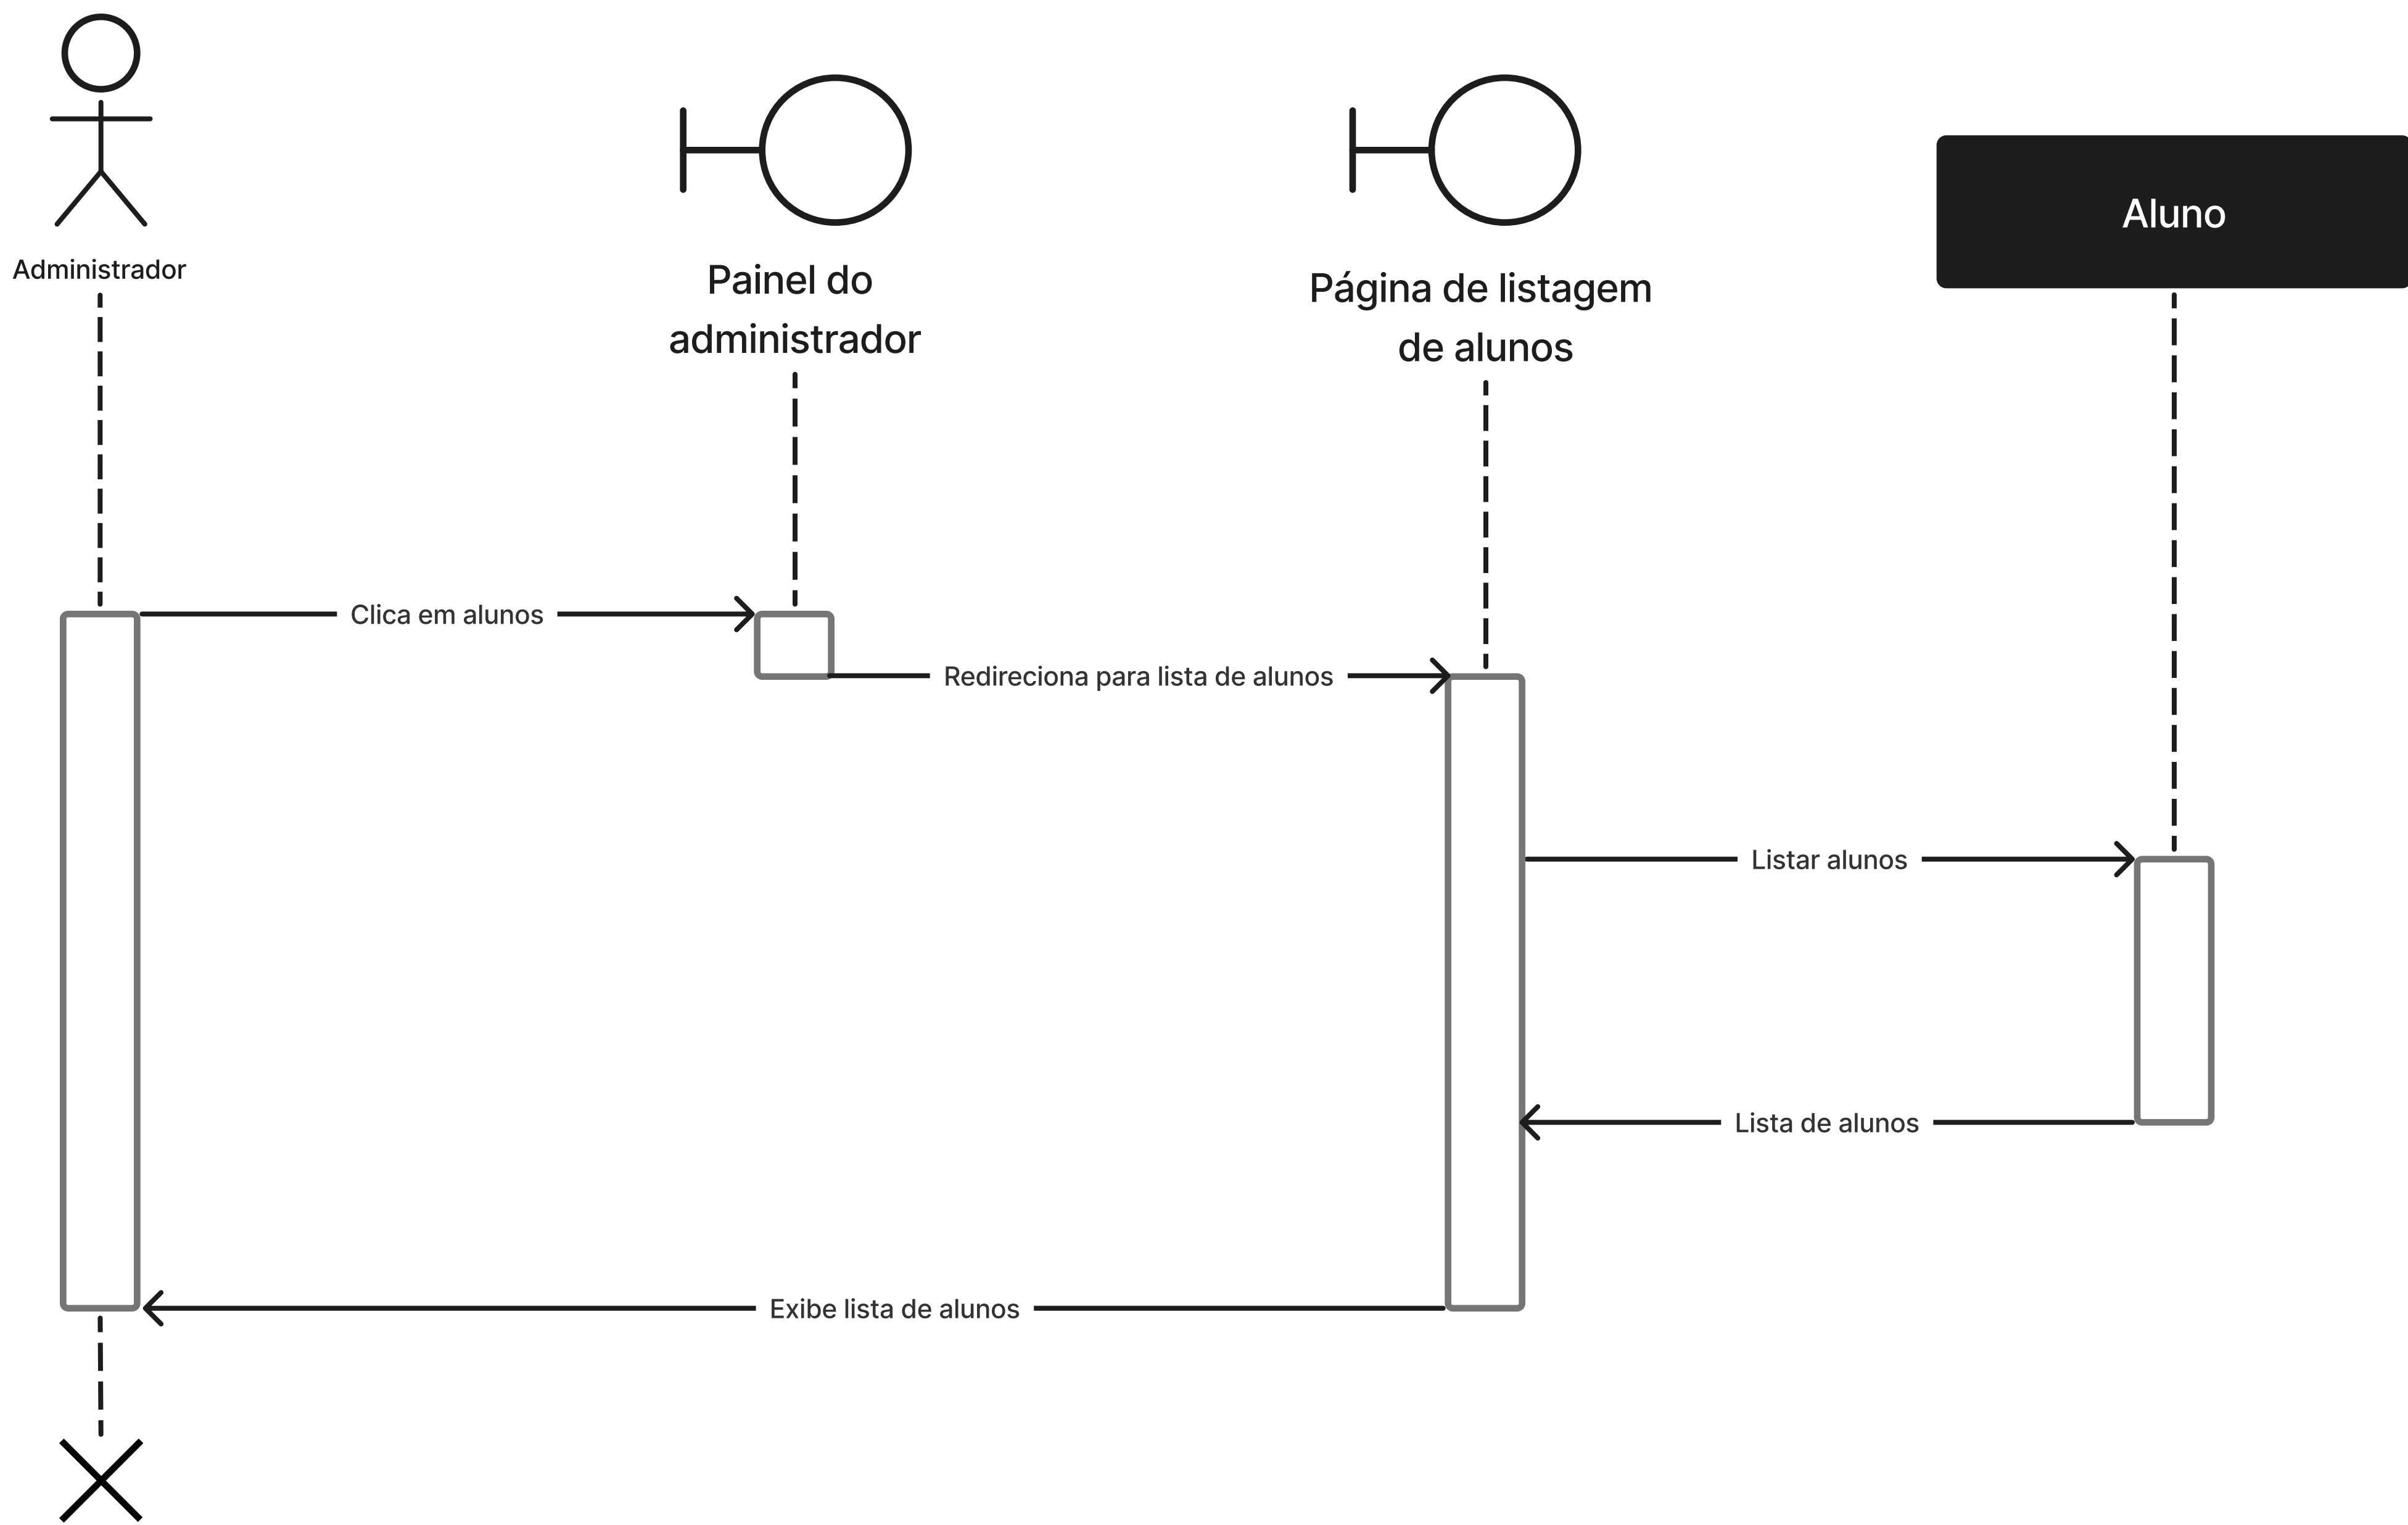 Administrador
Painel do
administrador
Página de listagem
de alunos
Aluno
Clica em alunos
Redireciona para lista de alunos
Listar alunos
Lista de alunos
Exibe lista de alunos